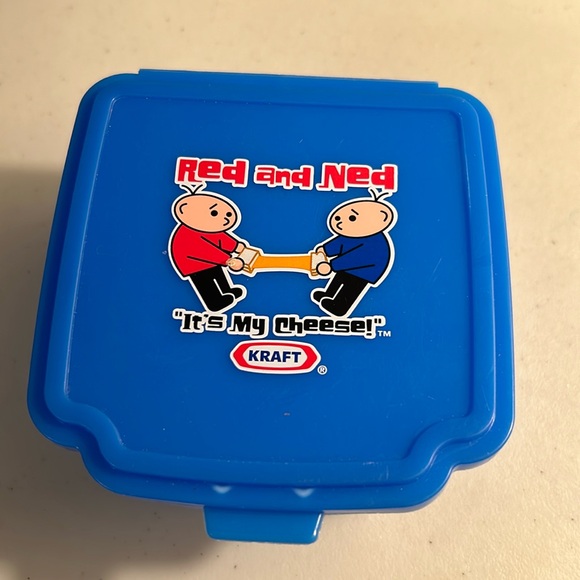 Red and Ned
"It's My Cheese!"™
KRAFT®